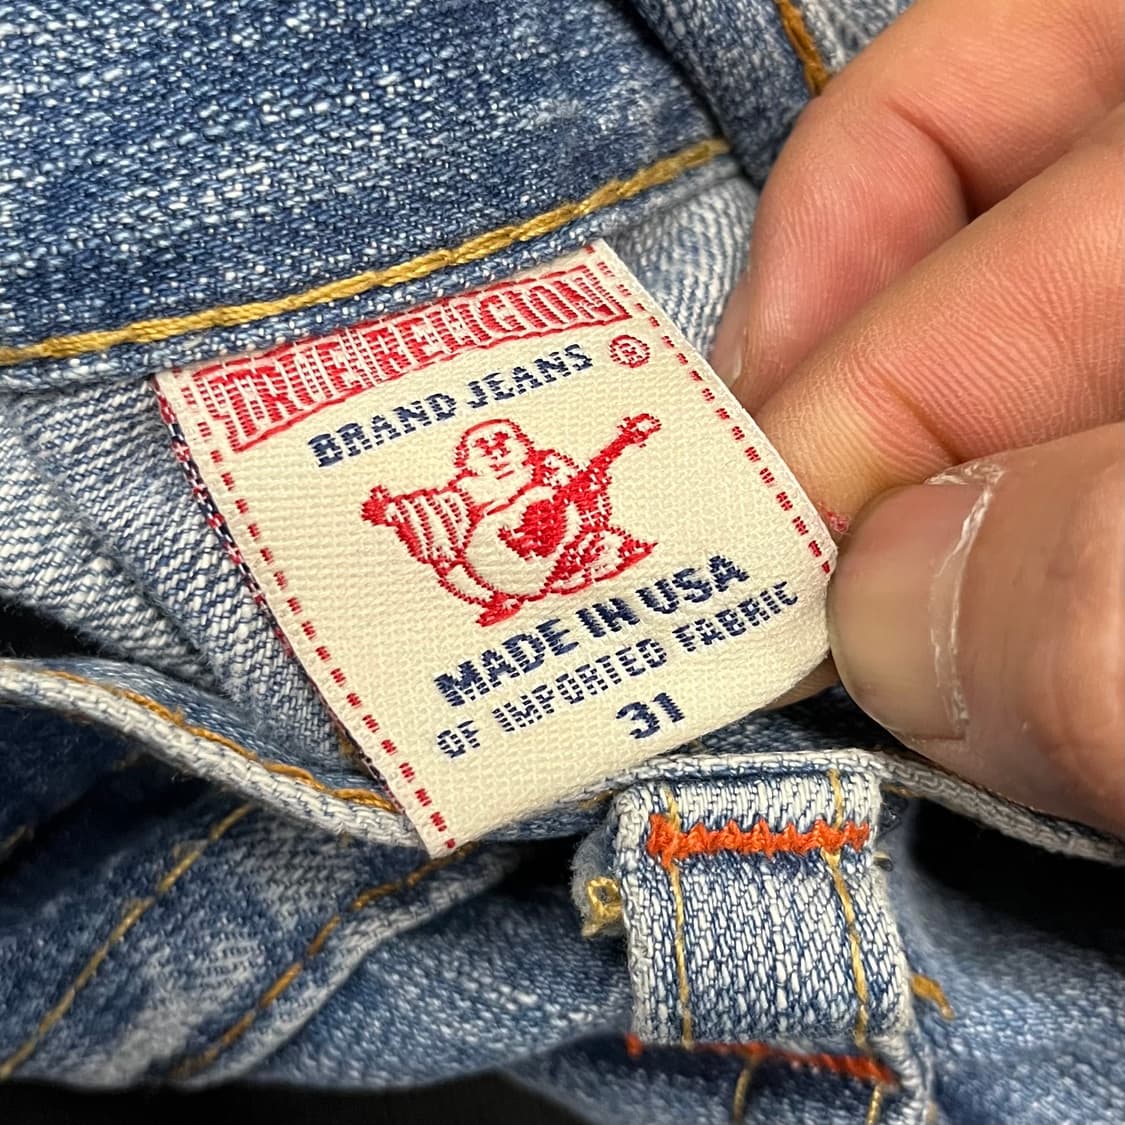 TRUE RELIGION
BRAND JEANS ®
MADE IN USA
OF IMPORTED FABRIC
31